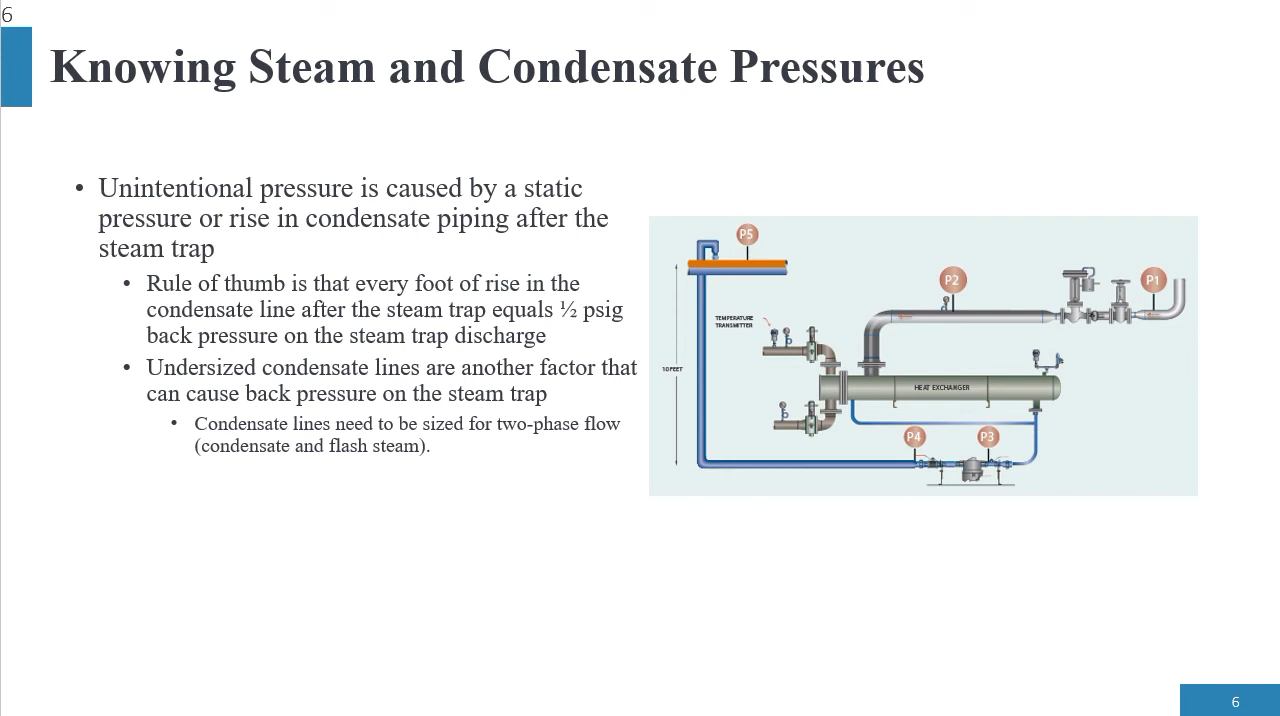 6
Knowing Steam and Condensate Pressures
• Unintentional pressure is caused by a static
pressure or rise in condensate piping after the
steam trap
• Rule of thumb is that every foot of rise in the
condensate line after the steam trap equals ½ psig
back pressure on the steam trap discharge
• Undersized condensate lines are another factor that
can cause back pressure on the steam trap
• Condensate lines need to be sized for two-phase flow
(condensate and flash steam).
P5
P2
P1
TEMPERATURE
TRANSMITTER
10 FEET
HEAT EXCHANGER
P4
P3
6